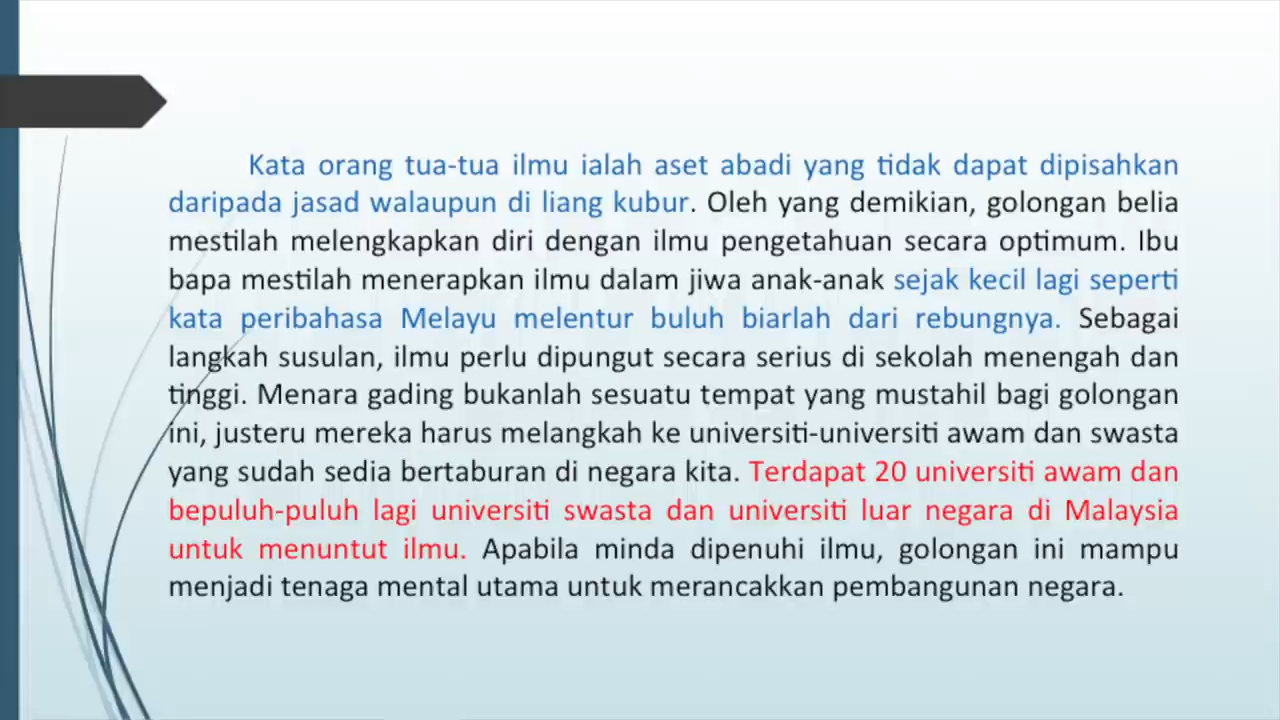 Kata orang tua-tua ilmu ialah aset abadi yang tidak dapat dipisahkan
daripada jasad walaupun di liang kubur. Oleh yang demikian, golongan belia
mestilah melengkapkan diri dengan ilmu pengetahuan secara optimum. Ibu
bapa mestilah menerapkan ilmu dalam jiwa anak-anak sejak kecil lagi seperti
kata peribahasa Melayu melentur buluh biarlah dari rebungnya. Sebagai
langkah susulan, ilmu perlu dipungut secara serius di sekolah menengah dan
tinggi. Menara gading bukanlah sesuatu tempat yang mustahil bagi golongan
ini, justeru mereka harus melangkah ke universiti-universiti awam dan swasta
yang sudah sedia bertaburan di negara kita. Terdapat 20 universiti awam dan
bepuluh-puluh lagi universiti swasta dan universiti luar negara di Malaysia
untuk menuntut ilmu. Apabila minda dipenuhi ilmu, golongan ini mampu
menjadi tenaga mental utama untuk merancakkan pembangunan negara.